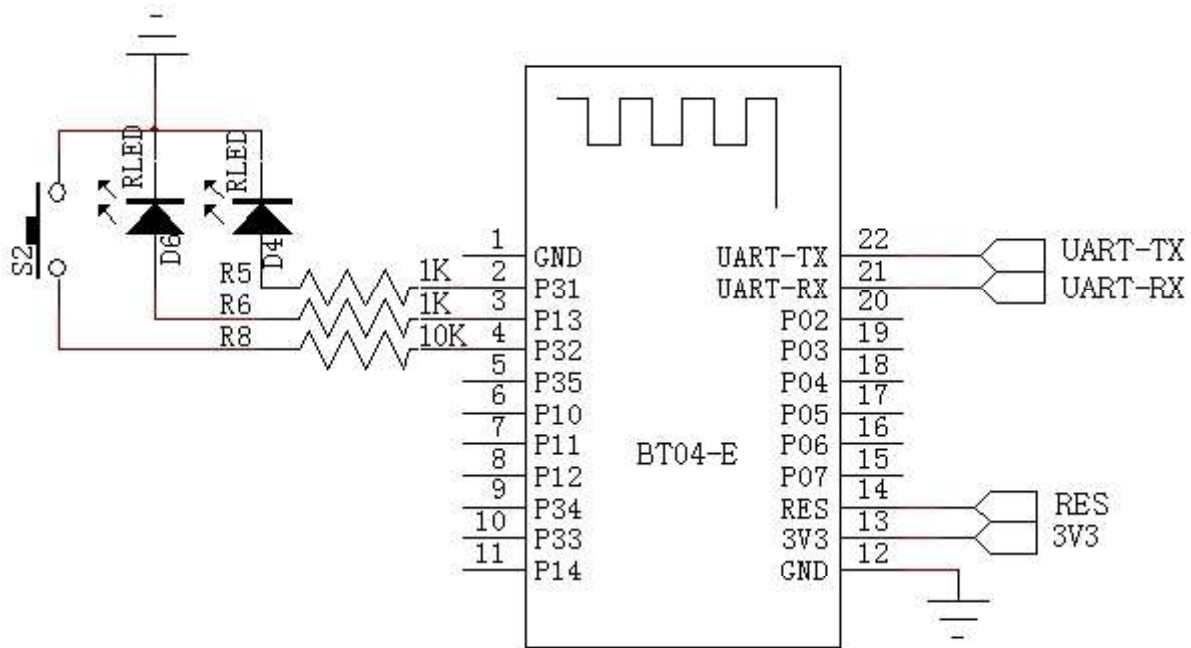 RLED
RLED
S2
D6
D4
R5 1K
R6 1K
R8 10K
1 GND
2 P31
3 P13
4 P32
5 P35
6 P10
7 P11
8 P12
9 P34
10 P33
11 P14
BT04-E
UART-TX 22 UART-TX
UART-RX 21 UART-RX
P02 20
P03 19
P04 18
P05 17
P06 16
P07 15
RES 14 RES
3V3 13 3V3
GND 12